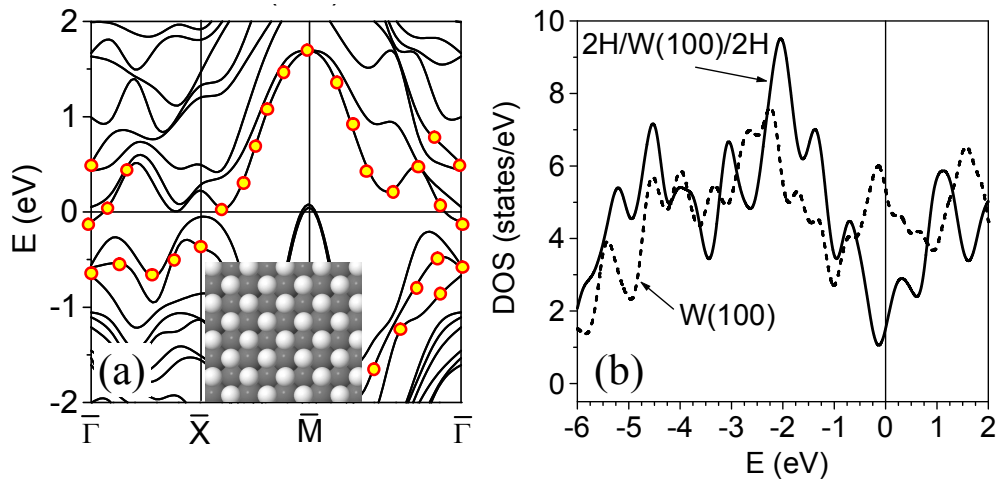 2
1
0
-1
-2
E (eV)
(a)
Γ̅
X̅
M̅
Γ̅
10
8
6
4
2
0
DOS (states/eV)
2H/W(100)/2H
W(100)
(b)
-6 -5 -4 -3 -2 -1 0 1 2
E (eV)